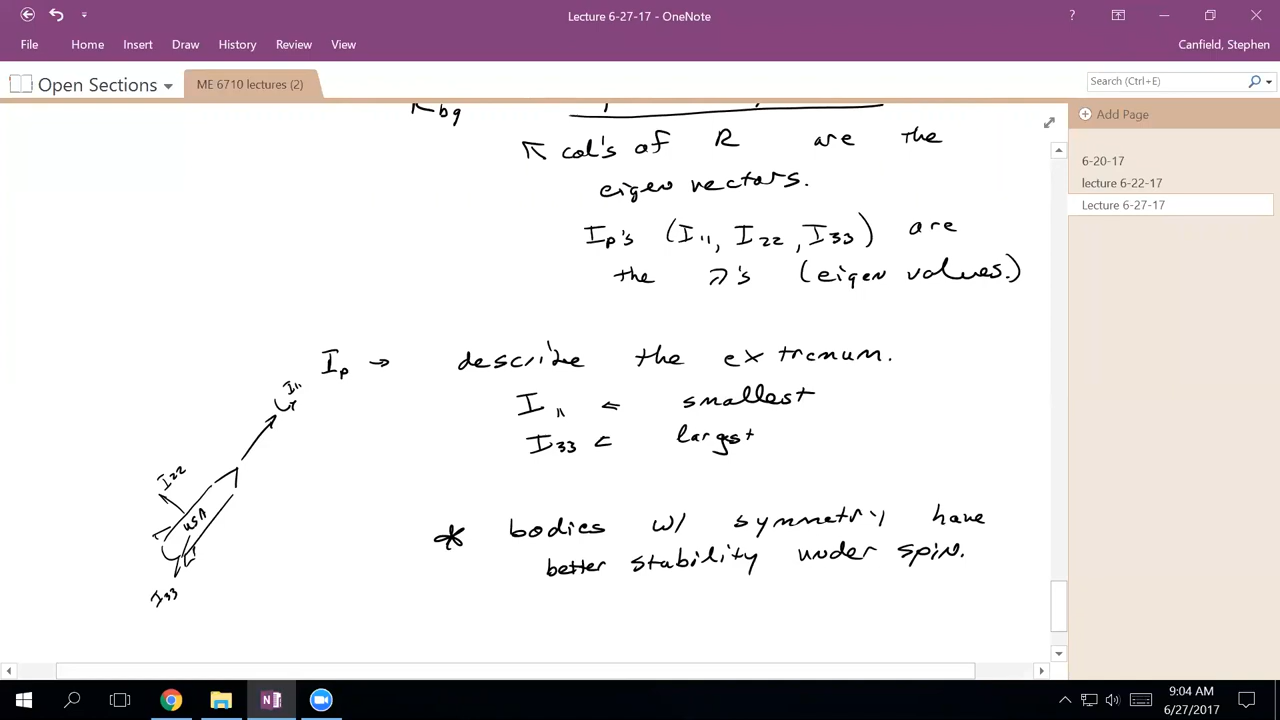 Lecture 6-27-17 - OneNote
File Home Insert Draw History Review View
Canfield, Stephen
Open Sections
ME 6710 lectures (2)
Search (Ctrl+E)
Add Page
6-20-17
lecture 6-22-17
Lecture 6-27-17
bg
col's of R are the
eigen vectors.
Ip's (I11, I22, I33) are
the λ's (eigen values.)
Ip → describe the extremum.
I11 ← smallest
I33 ← largest
* bodies w/ symmetry have
better stability under spin.
I11
I22
USA
I33
9:04 AM
6/27/2017